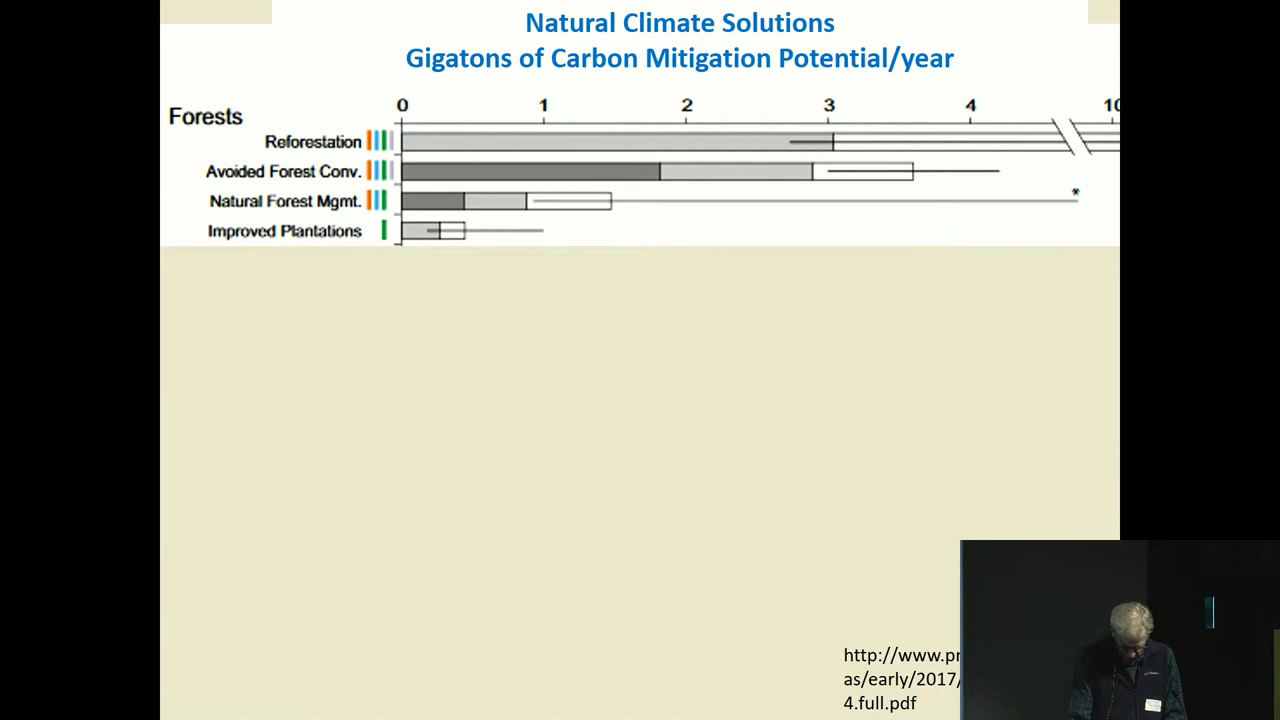 Natural Climate Solutions
Gigatons of Carbon Mitigation Potential/year
0 1 2 3 4 10
Forests
Reforestation
Avoided Forest Conv.
Natural Forest Mgmt.
*
Improved Plantations
http://www.p
as/early/2017/
4.full.pdf